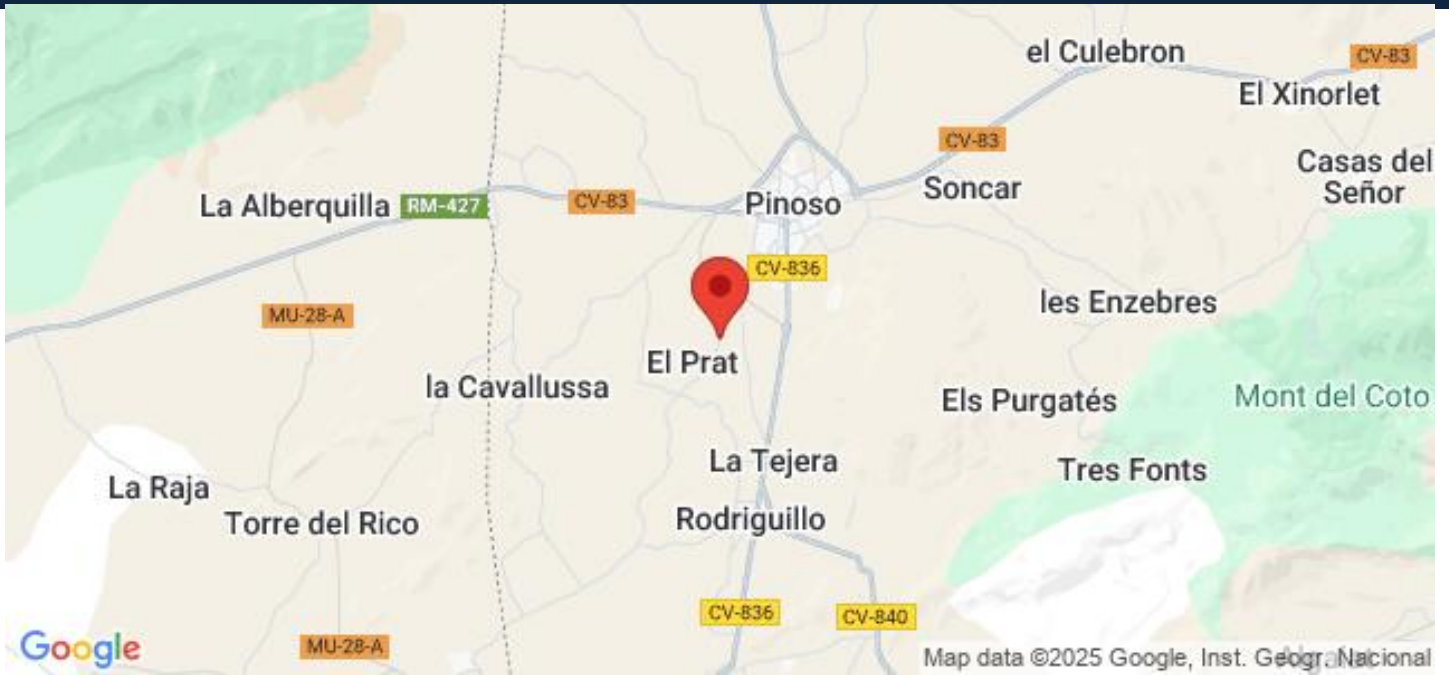 el Culebron
CV-83
El Xinorlet
CV-83
Casas del
Señor
La Alberquilla
RM-427
CV-83
Pinoso
Soncar
CV-836
MU-28-A
les Enzebres
El Prat
la Cavallussa
Els Purgatés
Mont del Coto
La Tejera
Tres Fonts
La Raja
Torre del Rico
Rodriguillo
CV-836
CV-840
Google
MU-28-A
Map data ©2025 Google, Inst. Geogr. Nacional